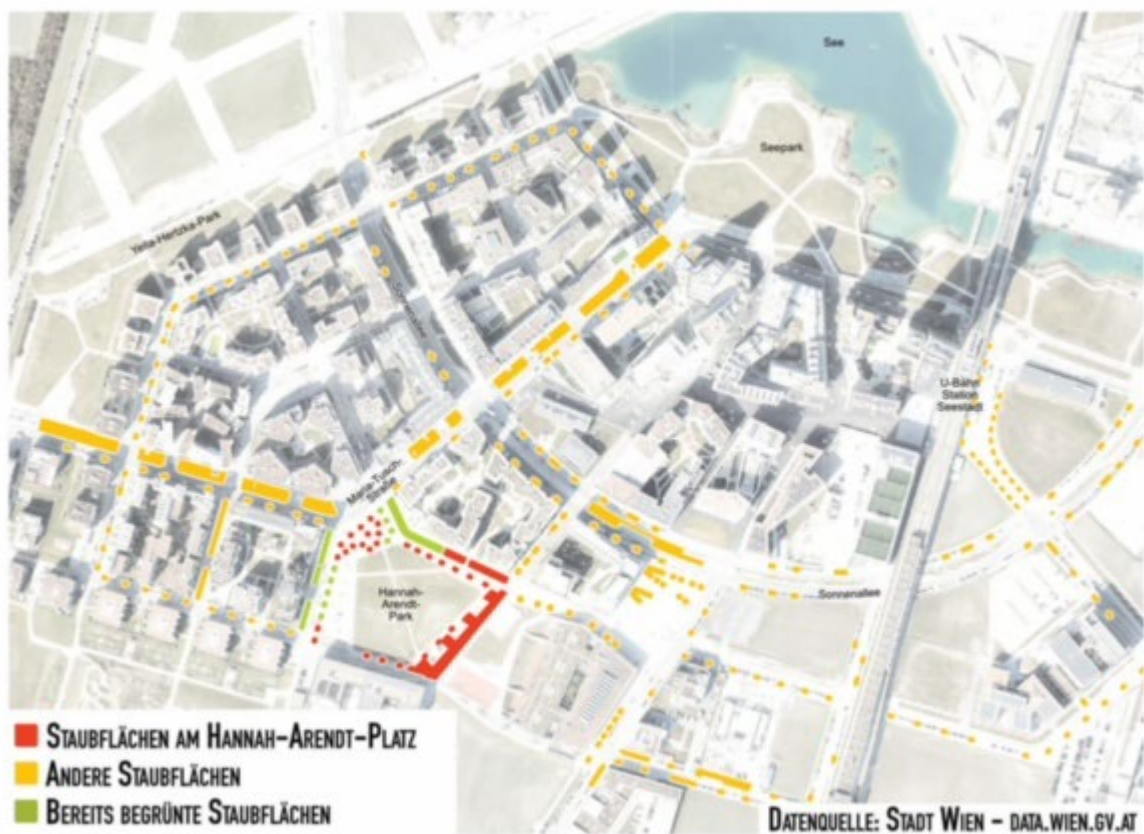 See
Seepark
Yella-Hertzka-Park
U-Bahn
Station
Seestadt
Maria-Tusch-
Straße
Hannah-
Arendt-
Park
Sonnenallee
STAUBFLÄCHEN AM HANNAH-ARENDT-PLATZ
ANDERE STAUBFLÄCHEN
BEREITS BEGRÜNTE STAUBFLÄCHEN
DATENQUELLE: STADT WIEN – DATA.WIEN.GV.AT